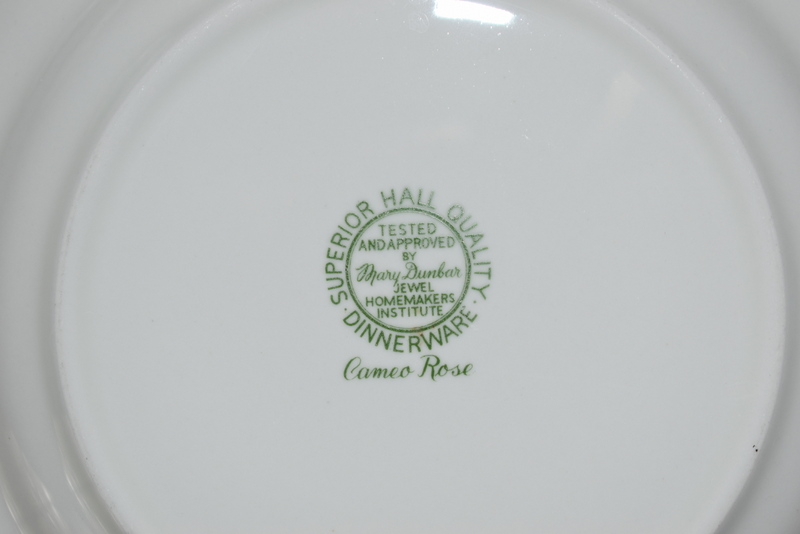 SUPERIOR HALL QUALITY
· DINNERWARE ·
TESTED
AND APPROVED
BY
Mary Dunbar
JEWEL
HOMEMAKERS
INSTITUTE
Cameo Rose